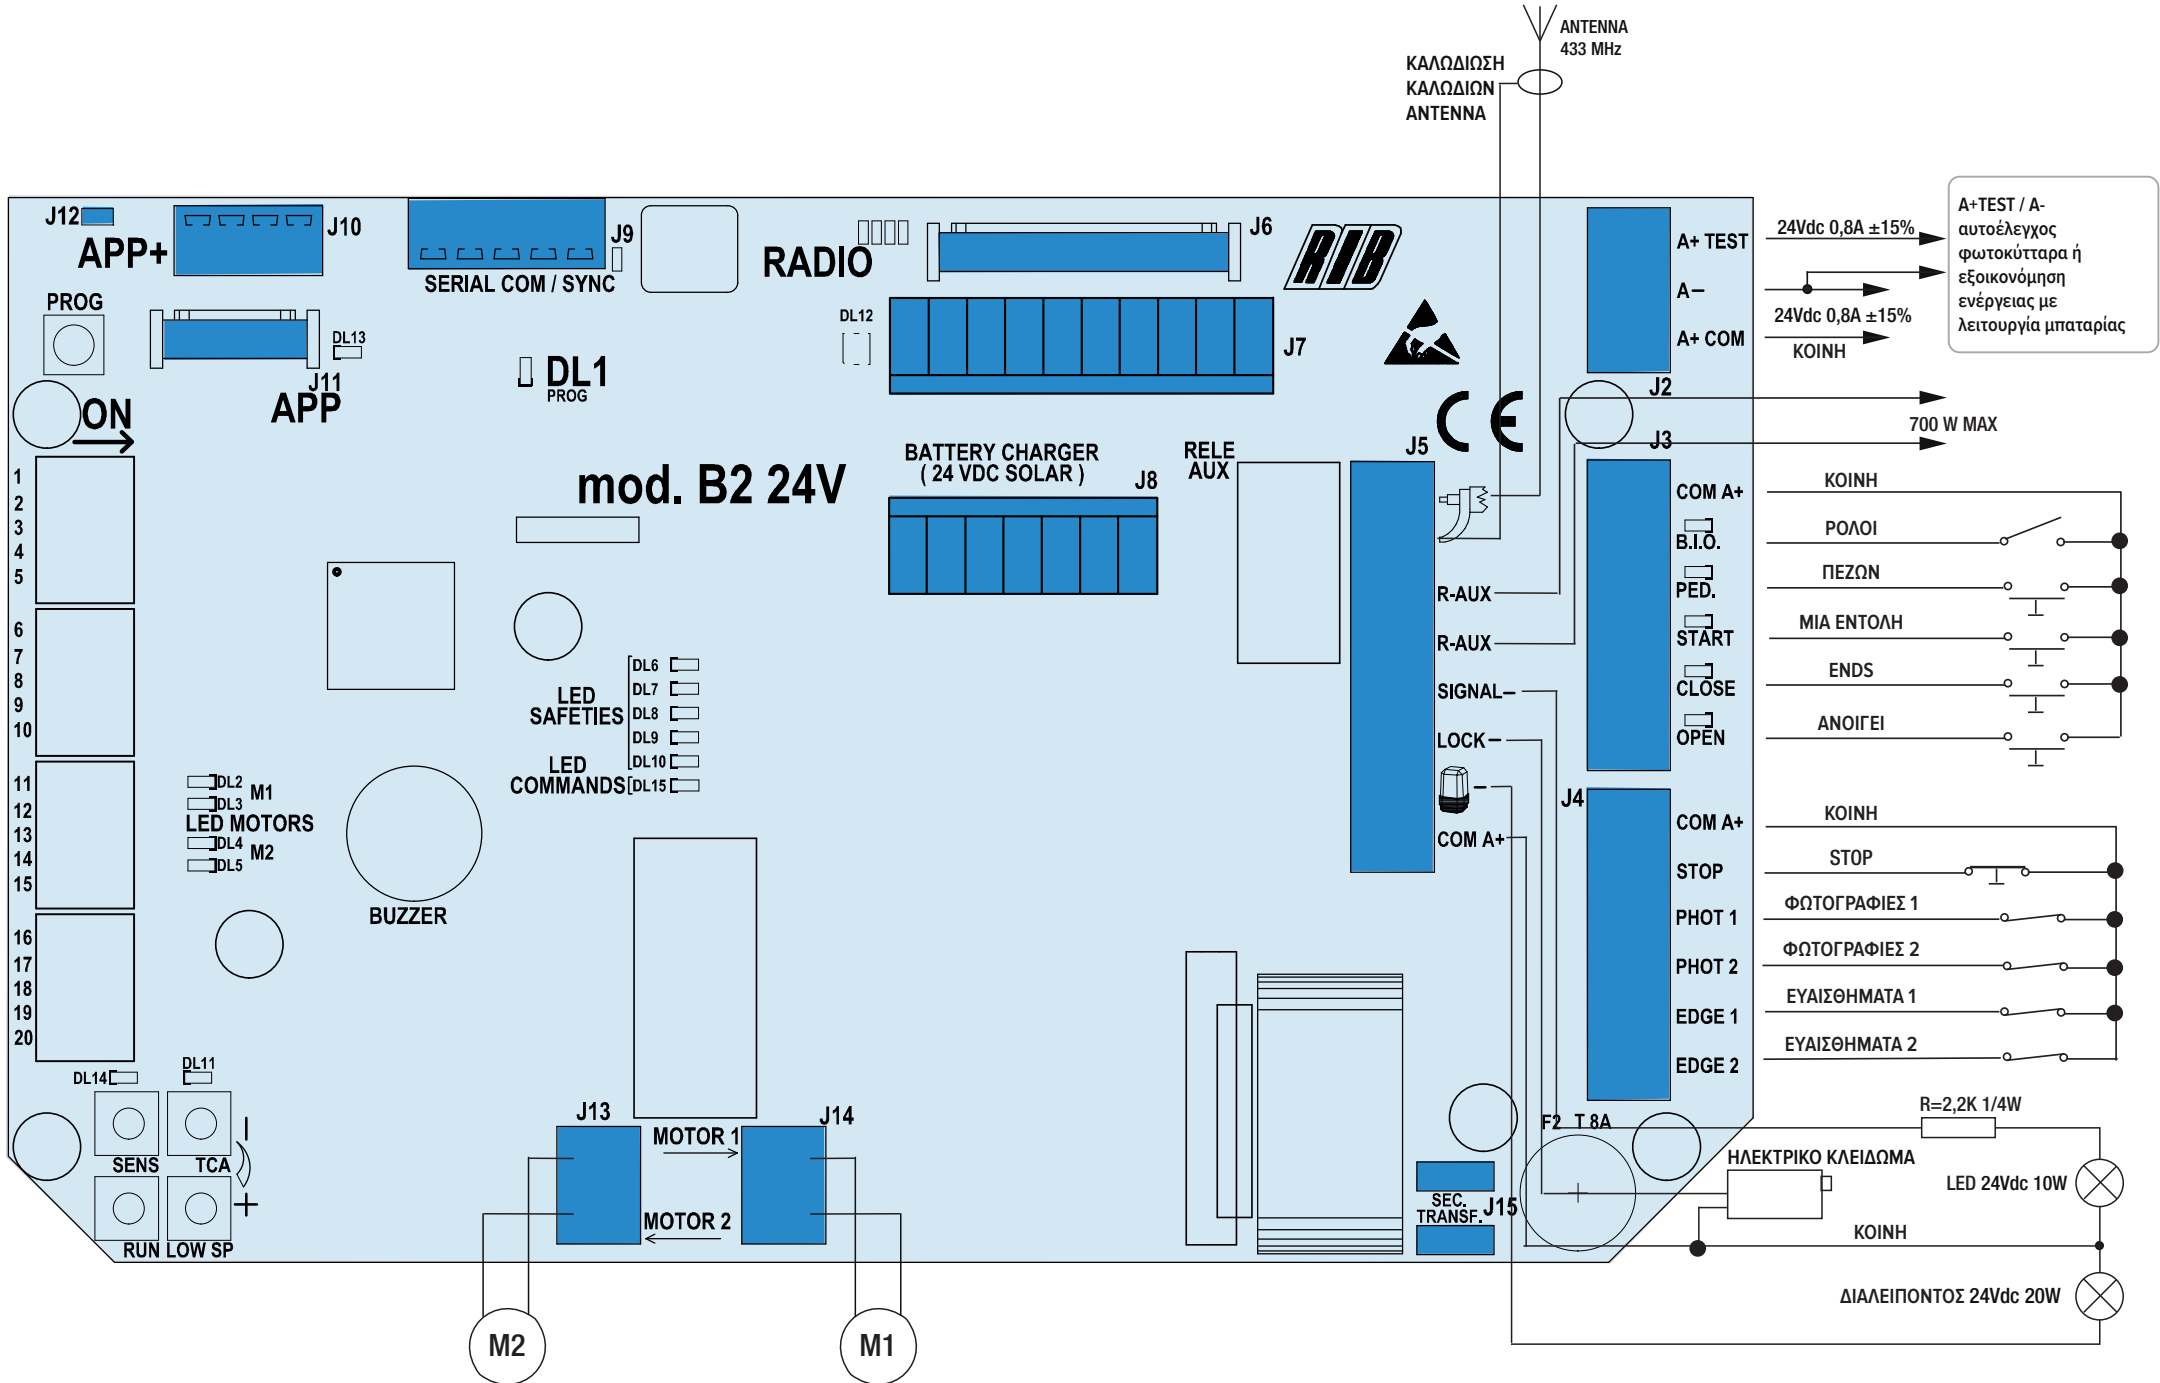 ANTENNA
433 MHz
ΚΑΛΩΔΙΩΣΗ
ΚΑΛΩΔΙΩΝ
ΑΝΤΕΝΝΑ
J12
APP+
J10
J9
SERIAL COM / SYNC
RADIO
J6
RIB
A+ TEST
A−
A+ COM
J2
24Vdc 0,8A ±15%
24Vdc 0,8A ±15%
ΚΟΙΝΗ
A+TEST / A-
αυτοέλεγχος
φωτοκύτταρα ή
εξοικονόμηση
ενέργειας με
λειτουργία μπαταρίας
PROG
DL13
J11
APP
DL1
PROG
DL12
J7
CE
700 W MAX
ON
1
2
3
4
5
6
7
8
9
10
11
12
13
14
15
16
17
18
19
20
mod. B2 24V
BATTERY CHARGER
( 24 VDC SOLAR )
J8
RELE
AUX
J5
R-AUX
R-AUX
SIGNAL−
LOCK−
−
COM A+
J3
COM A+
B.I.O.
PED.
START
CLOSE
OPEN
ΚΟΙΝΗ
ΡΟΛΟΙ
ΠΕΖΩΝ
ΜΙΑ ΕΝΤΟΛΗ
ENDS
ΑΝΟΙΓΕΙ
J4
COM A+
STOP
PHOT 1
PHOT 2
EDGE 1
EDGE 2
ΚΟΙΝΗ
STOP
ΦΩΤΟΓΡΑΦΙΕΣ 1
ΦΩΤΟΓΡΑΦΙΕΣ 2
ΕΥΑΙΣΘΗΜΑΤΑ 1
ΕΥΑΙΣΘΗΜΑΤΑ 2
LED
SAFETIES
DL6
DL7
DL8
DL9
DL10
LED
COMMANDS
DL15
DL2
DL3
M1
LED MOTORS
DL4
M2
DL5
BUZZER
DL14
DL11
SENS
TCA
−
+
RUN
LOW SP
J13
MOTOR 1
J14
MOTOR 2
M2
M1
SEC.
TRANSF.
J15
F2 T 8A
R=2,2K 1/4W
ΗΛΕΚΤΡΙΚΟ ΚΛΕΙΔΩΜΑ
LED 24Vdc 10W
ΚΟΙΝΗ
ΔΙΑΛΕΙΠΟΝΤΟΣ 24Vdc 20W